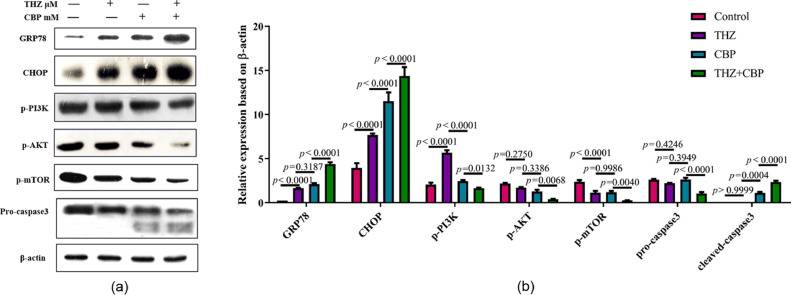 THZ μM — + — +
CBP mM — — + +
GRP78
CHOP
p-PI3K
p-AKT
p-mTOR
Pro-caspase3
β-actin
(a)
Relative expression based on β-actin
20
15
10
5
0
Control
THZ
CBP
THZ+CBP
p<0.0001
p=0.3187
p<0.0001
p<0.0001
p<0.0001
p<0.0001
p<0.0001
p<0.0001
p=0.0132
p=0.2750
p=0.3386
p=0.0068
p<0.0001
p=0.9986
p=0.0040
p=0.4246
p=0.3949
p<0.0001
p>0.9999
p=0.0004
p<0.0001
GRP78
CHOP
p-PI3K
p-AKT
p-mTOR
pro-caspase3
cleaved-caspase3
(b)